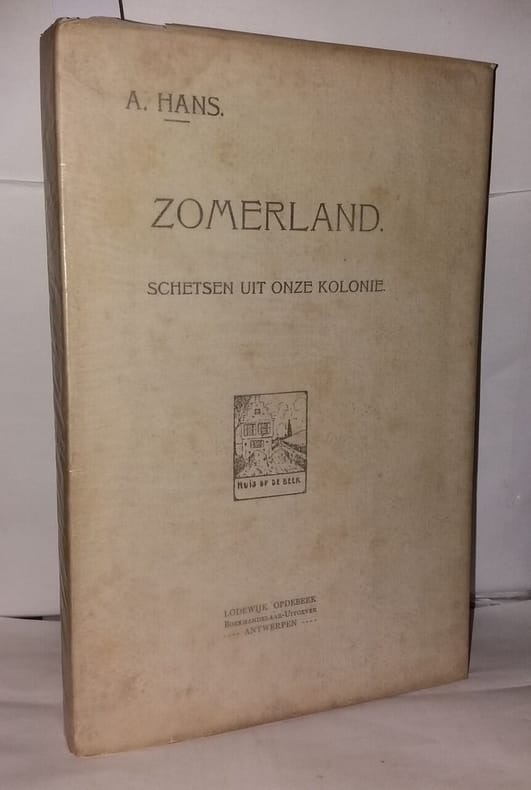 A. HANS.
ZOMERLAND.
SCHETSEN UIT ONZE KOLONIE.
HUIS OP DE BEEK
LODEWIJK OPDEBEEK
BOEKHANDELAAR-UITGEVER
---- ANTWERPEN ----